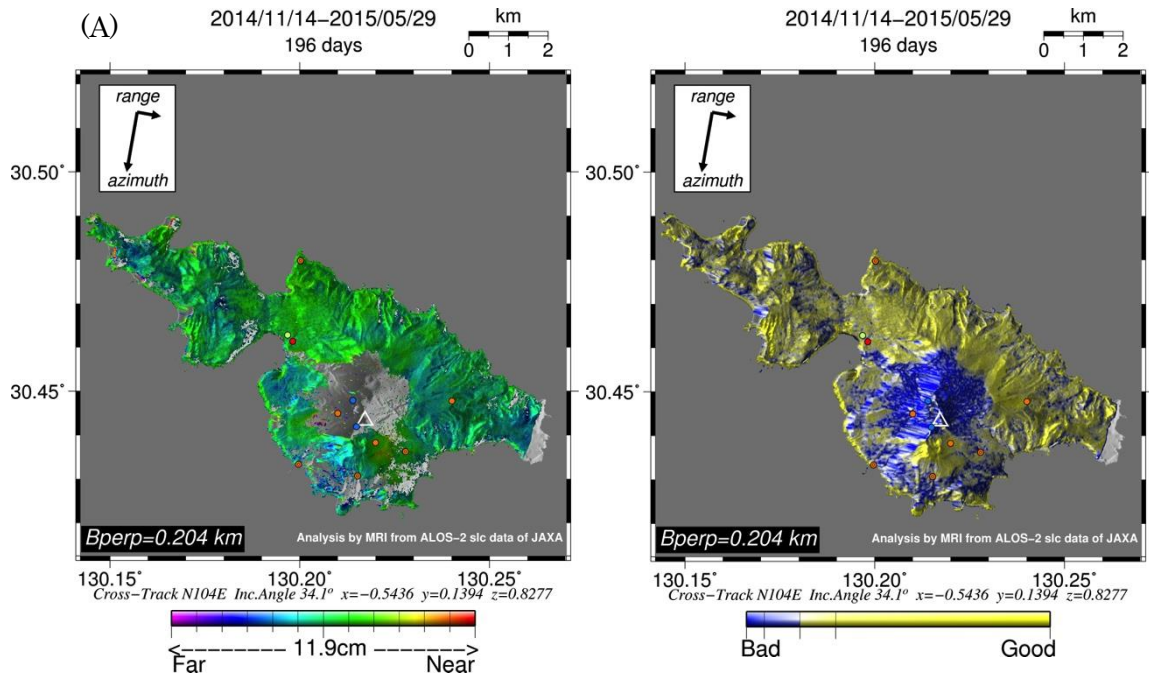 (A)
2014/11/14−2015/05/29
196 days
km
0 1 2
range
azimuth
30.50˚
30.45˚
Bperp=0.204 km
Analysis by MRI from ALOS−2 slc data of JAXA
130.15˚ 130.20˚ 130.25˚
Cross−Track N104E Inc.Angle 34.1º x=−0.5436 y=0.1394 z=0.8277
<−−−−−−− 11.9cm −−−−−−−>
Far Near
2014/11/14−2015/05/29
196 days
km
0 1 2
range
azimuth
30.50˚
30.45˚
Bperp=0.204 km
Analysis by MRI from ALOS−2 slc data of JAXA
130.15˚ 130.20˚ 130.25˚
Cross−Track N104E Inc.Angle 34.1º x=−0.5436 y=0.1394 z=0.8277
Bad Good